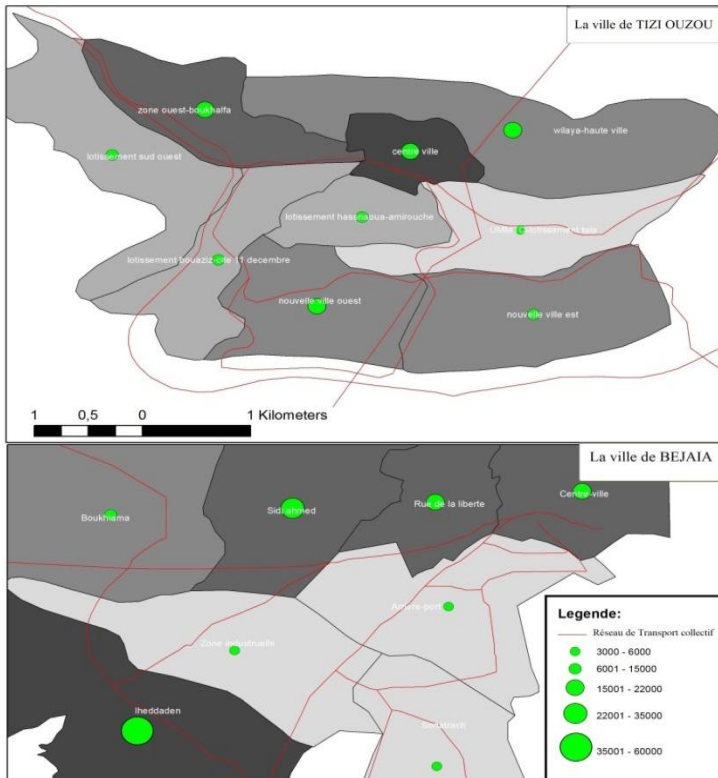 La ville de TIZI OUZOU
zone ouest-boukhalfa
wilaya-haute ville
centre ville
lotissement sud ouest
lotissement hasnaoua-amirouche
lotissement taia
lotissement bouaziz-cite 11 decembre
nouvelle ville ouest
nouvelle ville est
1 0,5 0 1 Kilometers
La ville de BEJAIA
Centre-ville
Sidi ahmed
Rue de la liberte
Boukhiama
Arriere-port
Legende:
Réseau de Transport collectif
Zone industruelle
3000 - 6000
6001 - 15000
15001 - 22000
22001 - 35000
35001 - 60000
Iheddaden